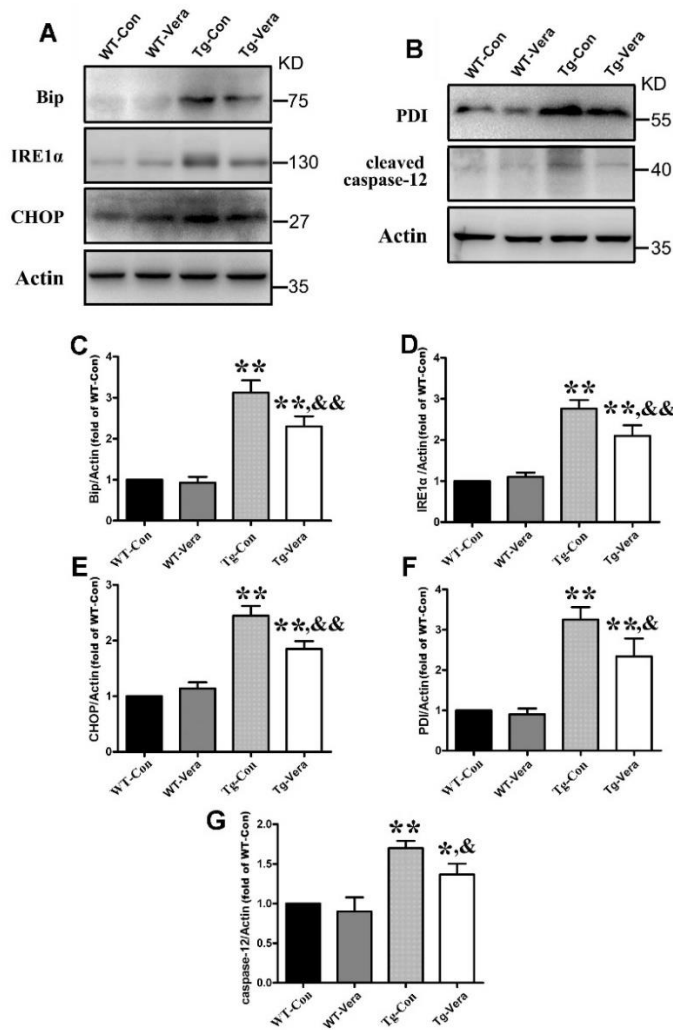 A
WT-Con WT-Vera Tg-Con Tg-Vera
KD
Bip
75
IRE1α
130
CHOP
27
Actin
35
B
WT-Con WT-Vera Tg-Con Tg-Vera
KD
PDI
55
cleaved
caspase-12
40
Actin
35
C
Bip/Actin(fold of WT-Con)
4
3
2
1
0
**
**,&&
WT-Con WT-Vera Tg-Con Tg-Vera
D
IRE1α /Actin(fold of WT-Con)
4
3
2
1
0
**
**,&&
WT-Con WT-Vera Tg-Con Tg-Vera
E
CHOP/Actin(fold of WT-Con)
3
2
1
0
**
**,&&
WT-Con WT-Vera Tg-Con Tg-Vera
F
PDI/Actin(fold of WT-Con)
4
3
2
1
0
**
**,&
WT-Con WT-Vera Tg-Con Tg-Vera
G
caspase-12/Actin(fold of WT-Con)
2.0
1.5
1.0
0.5
0.0
**
*,&
WT-Con WT-Vera Tg-Con Tg-Vera